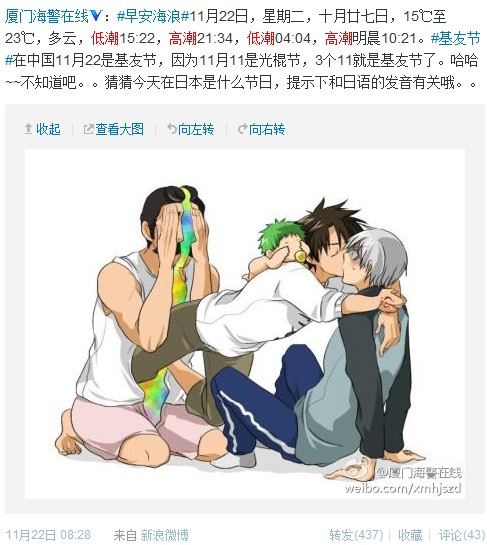 厦门海警在线V：#早安海浪#11月22日，星期二，十月廿七日，15℃至
23℃，多云，低潮15:22，高潮21:34，低潮04:04，高潮明晨10:21。#基友节
#在中国11月22是基友节，因为11月11是光棍节，3个11就是基友节了。哈哈
~~不知道吧。。猜猜今天在日本是什么节日，提示下和日语的发音有关哦。。
收起 | 查看大图 | 向左转 | 向右转
@厦门海警在线
weibo.com/xmhjszd
11月22日 08:28 来自 新浪微博 转发(437) | 收藏 | 评论(43)